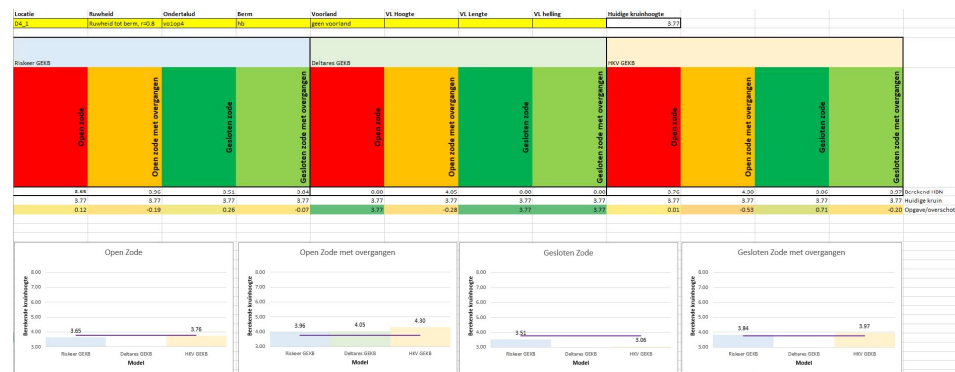 Locatie Ruwheid Ondertalud Berm Voorland VL Hoogte VL Lengte VL helling Huidige kruinhoogte
D4_1 Ruwheid tot berm, r=0.8 vo1op4 hb geen voorland 3.77
Riskeer GEKB Deltares GEKB HKV GEKB
Open zode Open zode met overgangen Gesloten zode Gesloten zode met overgangen Open zode Open zode met overgangen Gesloten zode Gesloten zode met overgangen Open zode Open zode met overgangen Gesloten zode Gesloten zode met overgangen
3.65 3.96 3.51 3.84 0.00 4.05 0.00 0.00 3.76 4.30 3.06 3.97 Berekend HBN
3.77 3.77 3.77 3.77 3.77 3.77 3.77 3.77 3.77 3.77 3.77 3.77 Huidige kruin
0.12 -0.19 0.26 -0.07 3.77 -0.28 3.77 3.77 0.01 -0.53 0.71 -0.20 Opgave/overschot
Open Zode
Berekende kruinhoogte
8.00
7.00
6.00
5.00
4.00
3.00
3.65 3.76
Riskeer GEKB Deltares GEKB HKV GEKB
Model
Open Zode met overgangen
Berekende kruinhoogte
8.00
7.00
6.00
5.00
4.00
3.00
3.96 4.05 4.30
Riskeer GEKB Deltares GEKB HKV GEKB
Model
Gesloten Zode
Berekende kruinhoogte
8.00
7.00
6.00
5.00
4.00
3.00
3.51 3.06
Riskeer GEKB Deltares GEKB HKV GEKB
Model
Gesloten Zode met overgangen
Berekende kruinhoogte
8.00
7.00
6.00
5.00
4.00
3.00
3.84 3.97
Riskeer GEKB Deltares GEKB HKV GEKB
Model